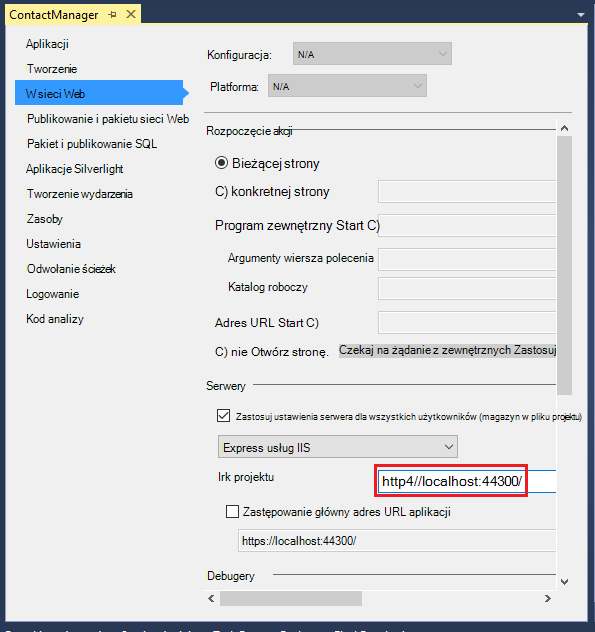 ContactManager
Aplikacji
Tworzenie
W sieci Web
Publikowanie i pakietu sieci Web
Pakiet i publikowanie SQL
Aplikacje Silverlight
Tworzenie wydarzenia
Zasoby
Ustawienia
Odwołanie ścieżek
Logowanie
Kod analizy
Konfiguracja: N/A
Platforma: N/A
Rozpoczęcie akcji
Bieżącej strony
C) konkretnej strony
Program zewnętrzny Start C)
Argumenty wiersza polecenia
Katalog roboczy
Adres URL Start C)
C) nie Otwórz stronę. Czekaj na żądanie z zewnętrznych Zastosuj
Serwery
Zastosuj ustawienia serwera dla wszystkich użytkowników (magazyn w pliku projektu)
Express usług IIS
Irk projektu http4//localhost:44300/
Zastępowanie główny adres URL aplikacji
https://localhost:44300/
Debugery